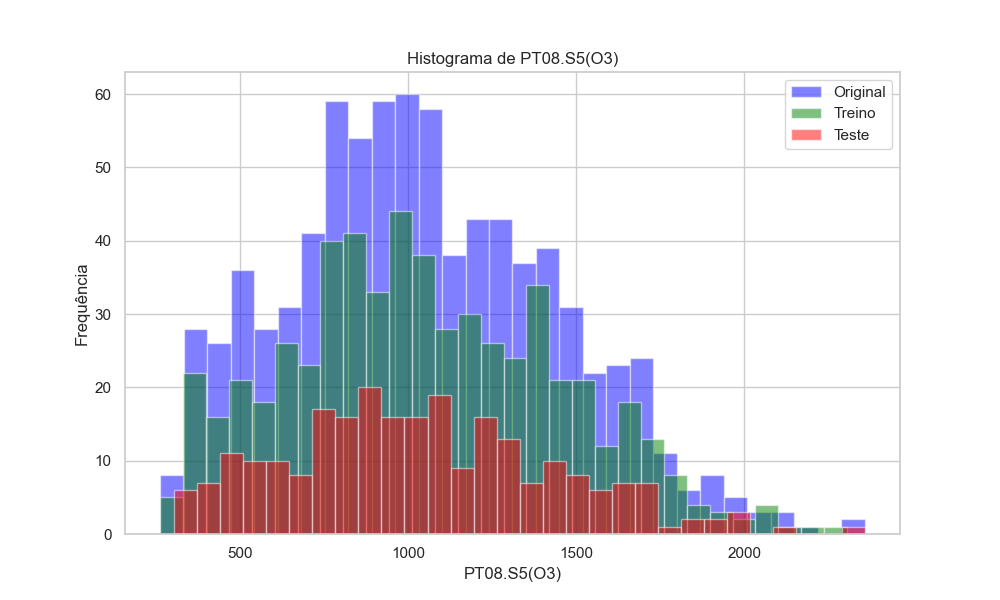 Histograma de PT08.S5(O3)
Original
Treino
Teste
Frequência
60
50
40
30
20
10
0
500
1000
1500
2000
PT08.S5(O3)